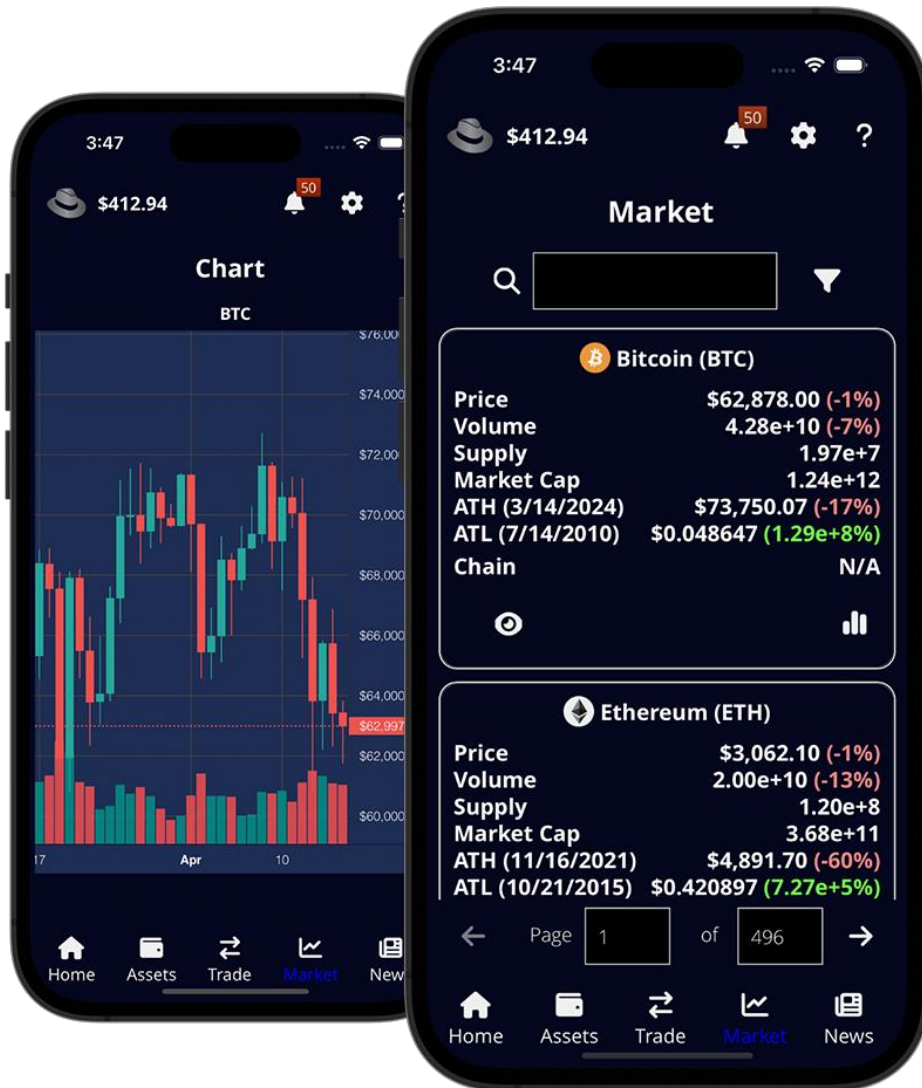 3:47
$412.94
50
Chart
BTC
$76,00
$74,000
$72,00
$70,000
$68,000
$66,000
$64,000
$62,997
$62,000
$60,000
17
Apr
10
Home
Assets
Trade
Market
New
3:47
$412.94
50
?
Market
Bitcoin (BTC)
Price $62,878.00 (-1%)
Volume 4.28e+10 (-7%)
Supply 1.97e+7
Market Cap 1.24e+12
ATH (3/14/2024) $73,750.07 (-17%)
ATL (7/14/2010) $0.048647 (1.29e+8%)
Chain N/A
Ethereum (ETH)
Price $3,062.10 (-1%)
Volume 2.00e+10 (-13%)
Supply 1.20e+8
Market Cap 3.68e+11
ATH (11/16/2021) $4,891.70 (-60%)
ATL (10/21/2015) $0.420897 (7.27e+5%)
Page 1 of 496
Home
Assets
Trade
Market
News